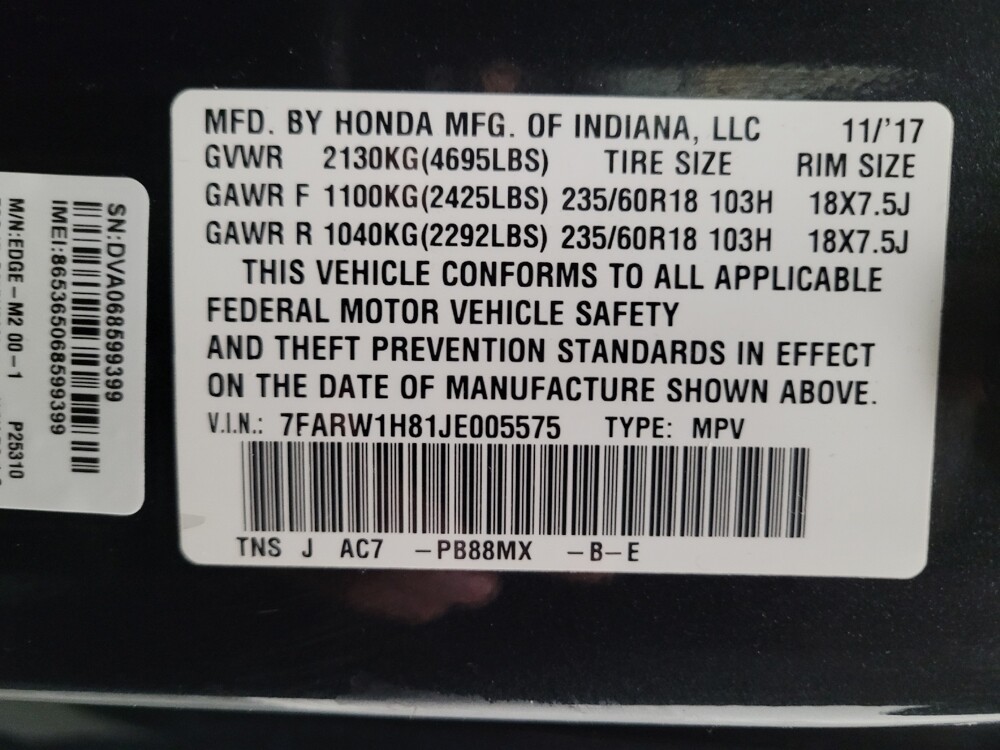 MFD. BY HONDA MFG. OF INDIANA, LLC 11/'17
GVWR 2130KG(4695LBS) TIRE SIZE RIM SIZE
GAWR F 1100KG(2425LBS) 235/60R18 103H 18X7.5J
GAWR R 1040KG(2292LBS) 235/60R18 103H 18X7.5J
THIS VEHICLE CONFORMS TO ALL APPLICABLE
FEDERAL MOTOR VEHICLE SAFETY
AND THEFT PREVENTION STANDARDS IN EFFECT
ON THE DATE OF MANUFACTURE SHOWN ABOVE.
V.I.N.: 7FARW1H81JE005575 TYPE: MPV
TNS J AC7 -PB88MX -B-E
SN:DVA068599399
IMEI:865365068599399
M/N:EDGE-M2 00-1 P25310